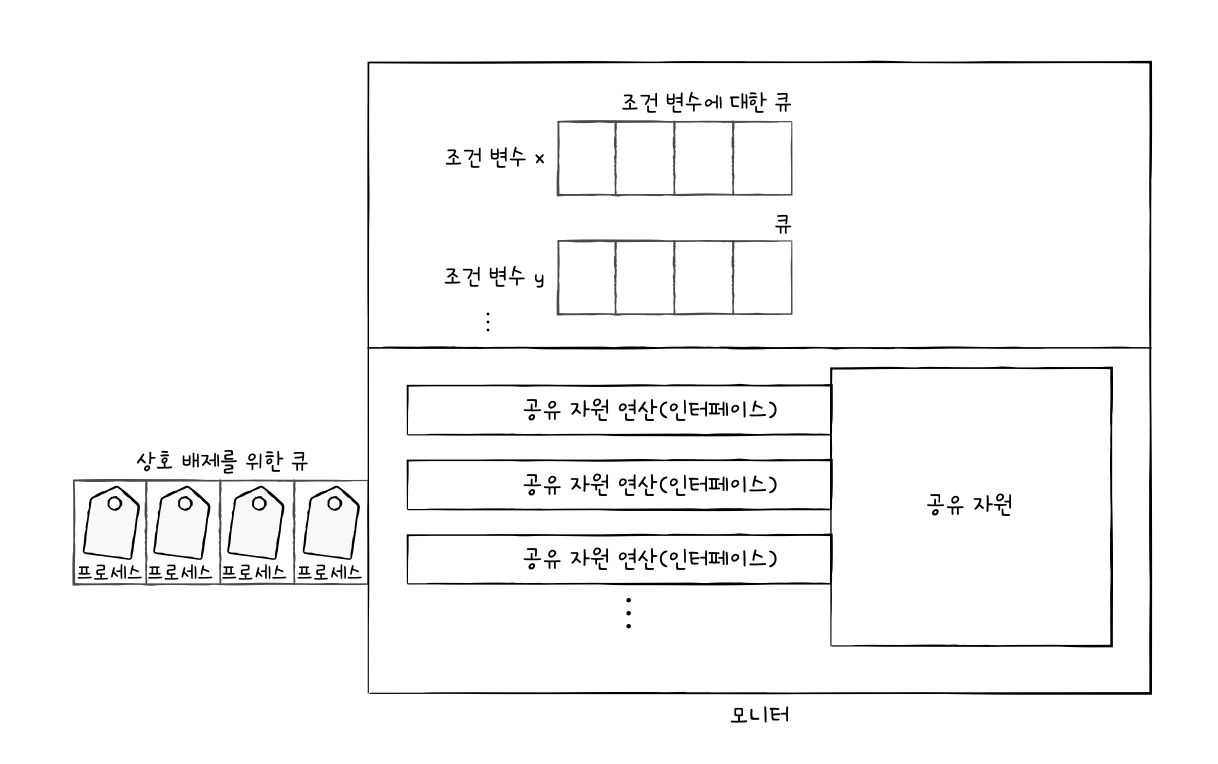 조건 변수에 대한 큐
조건 변수 x
큐
조건 변수 y
⋮
공유 자원 연산(인터페이스)
공유 자원 연산(인터페이스)
공유 자원 연산(인터페이스)
⋮
공유 자원
상호 배제를 위한 큐
프로세스 프로세스 프로세스 프로세스
모니터